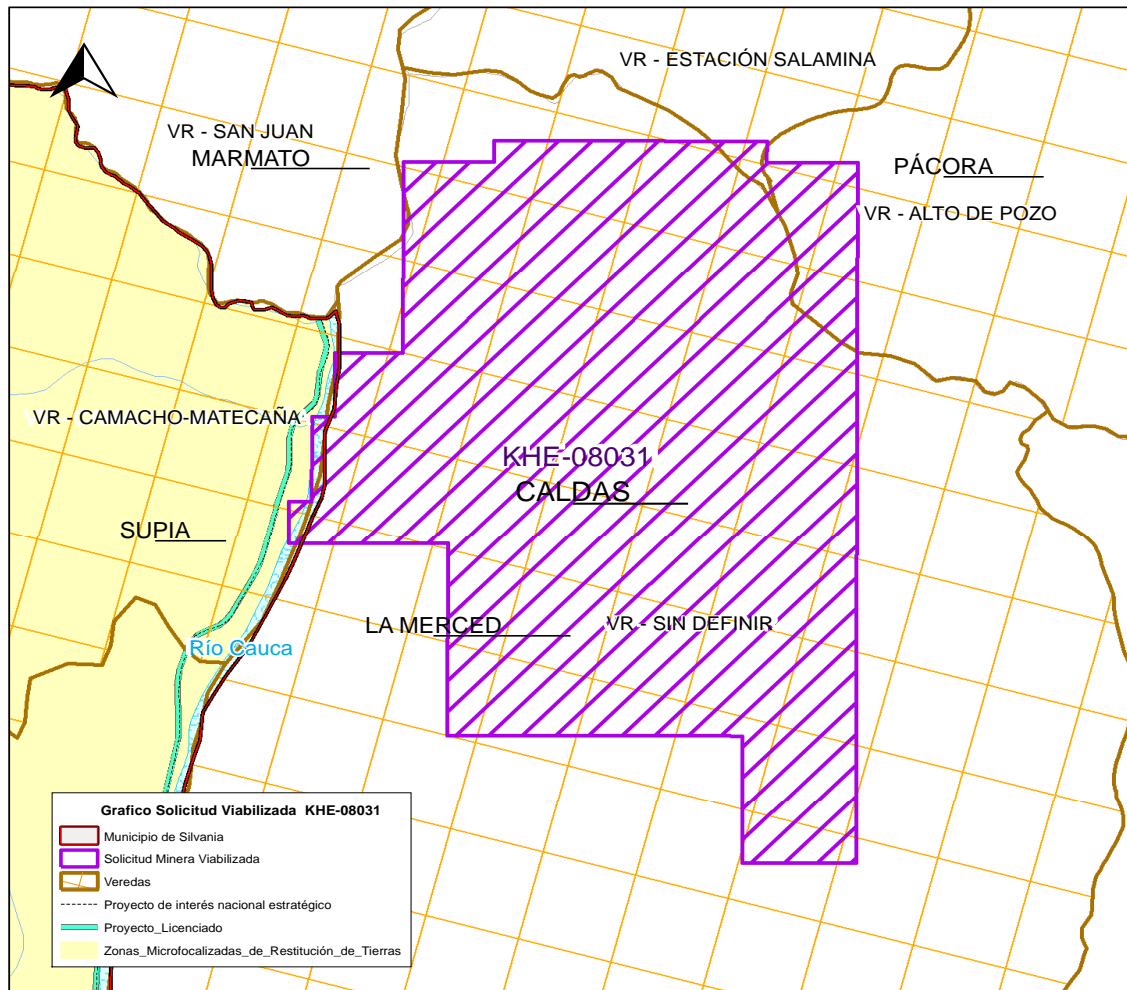 VR - ESTACIÓN SALAMINA
VR - SAN JUAN
MARMATO
PÁCORA
VR - ALTO DE POZO
VR - CAMACHO-MATECAÑA
KHE-08031
CALDAS
SUPIA
LA MERCED
VR - SIN DEFINIR
Río Cauca
Grafico Solicitud Viabilizada KHE-08031
Municipio de Silvania
Solicitud Minera Viabilizada
Veredas
Proyecto de interés nacional estratégico
Proyecto_Licenciado
Zonas_Microfocalizadas_de_Restitución_de_Tierras